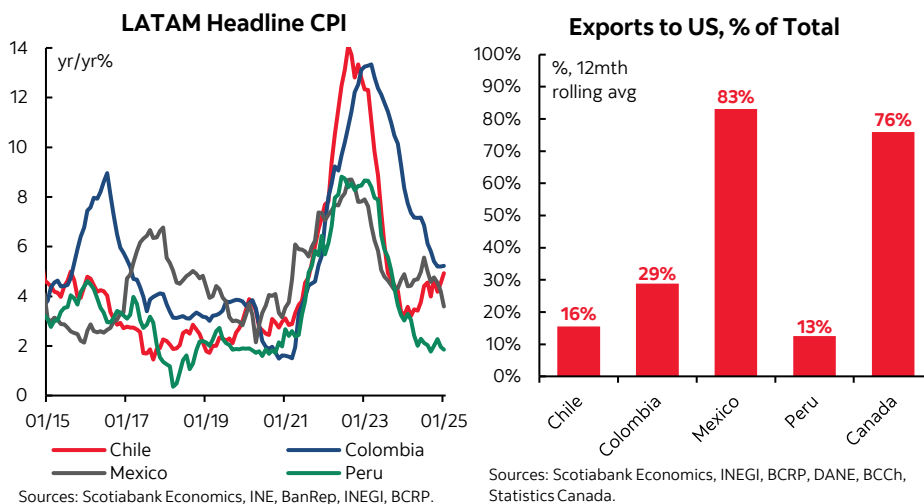 LATAM Headline CPI
yr/yr%
14
12
10
8
6
4
2
0
01/15 01/17 01/19 01/21 01/23 01/25
Chile Colombia
Mexico Peru
Sources: Scotiabank Economics, INE, BanRep, INEGI, BCRP.
Exports to US, % of Total
%, 12mth
rolling avg
100%
90%
80%
70%
60%
50%
40%
30%
20%
10%
0%
16%
29%
83%
13%
76%
Chile
Colombia
Mexico
Peru
Canada
Sources: Scotiabank Economics, INEGI, BCRP, DANE, BCCh,
Statistics Canada.